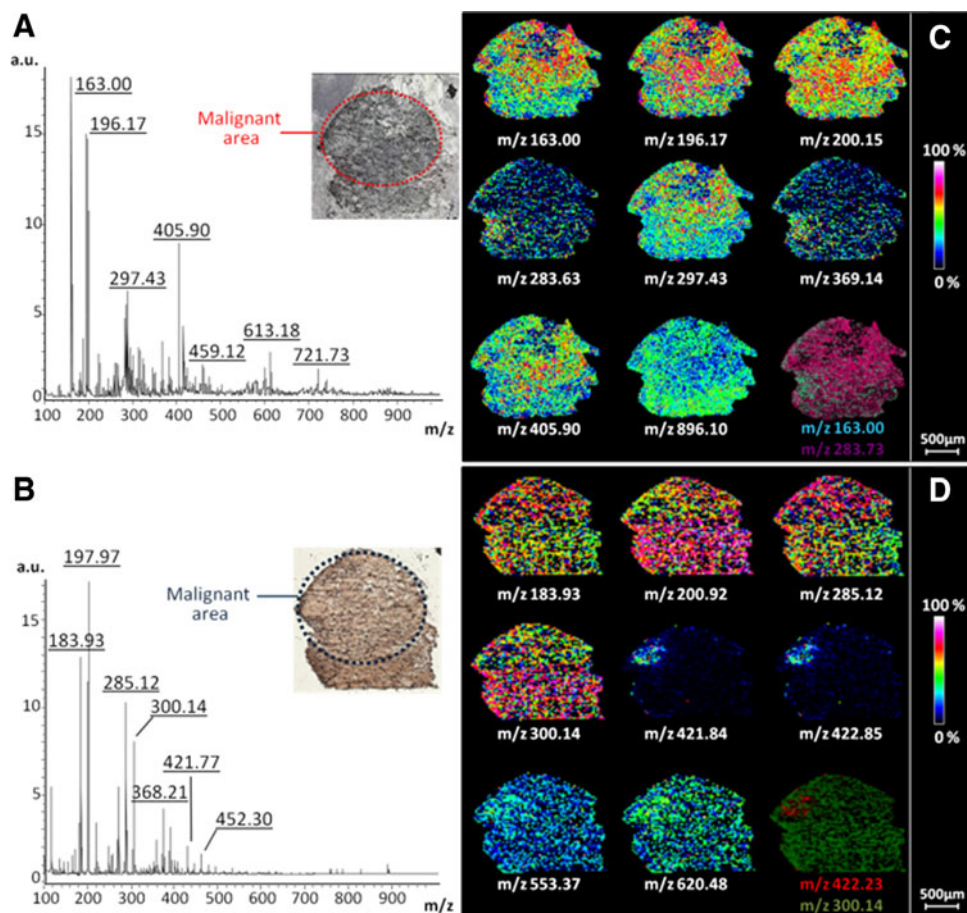 A
a.u.
163.00
196.17
15
10
5
0
297.43
405.90
459.12
613.18
721.73
100 200 300 400 500 600 700 800 900
m/z
Malignant
area
C
m/z 163.00 m/z 196.17 m/z 200.15
m/z 283.63 m/z 297.43 m/z 369.14
m/z 405.90 m/z 896.10 m/z 163.00
m/z 283.73
100 %
0 %
500µm
B
a.u.
197.97
183.93
15
10
5
0
285.12
300.14
421.77
368.21
452.30
100 200 300 400 500 600 700 800 900
m/z
Malignant
area
D
m/z 183.93 m/z 200.92 m/z 285.12
m/z 300.14 m/z 421.84 m/z 422.85
m/z 553.37 m/z 620.48 m/z 422.23
m/z 300.14
100 %
0 %
500µm